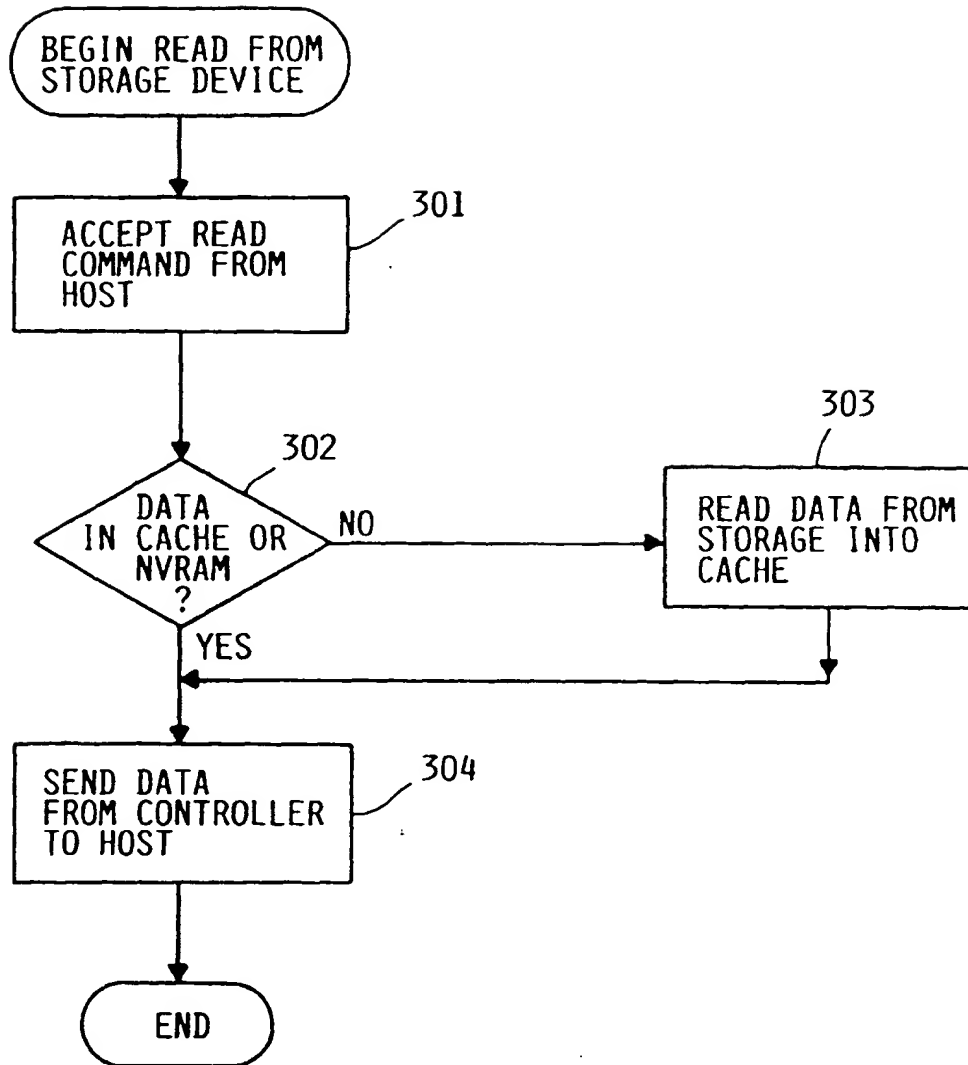 BEGIN READ FROM
STORAGE DEVICE
301
ACCEPT READ
COMMAND FROM
HOST
302
DATA
IN CACHE OR
NVRAM
?
NO
303
READ DATA FROM
STORAGE INTO
CACHE
YES
304
SEND DATA
FROM CONTROLLER
TO HOST
END